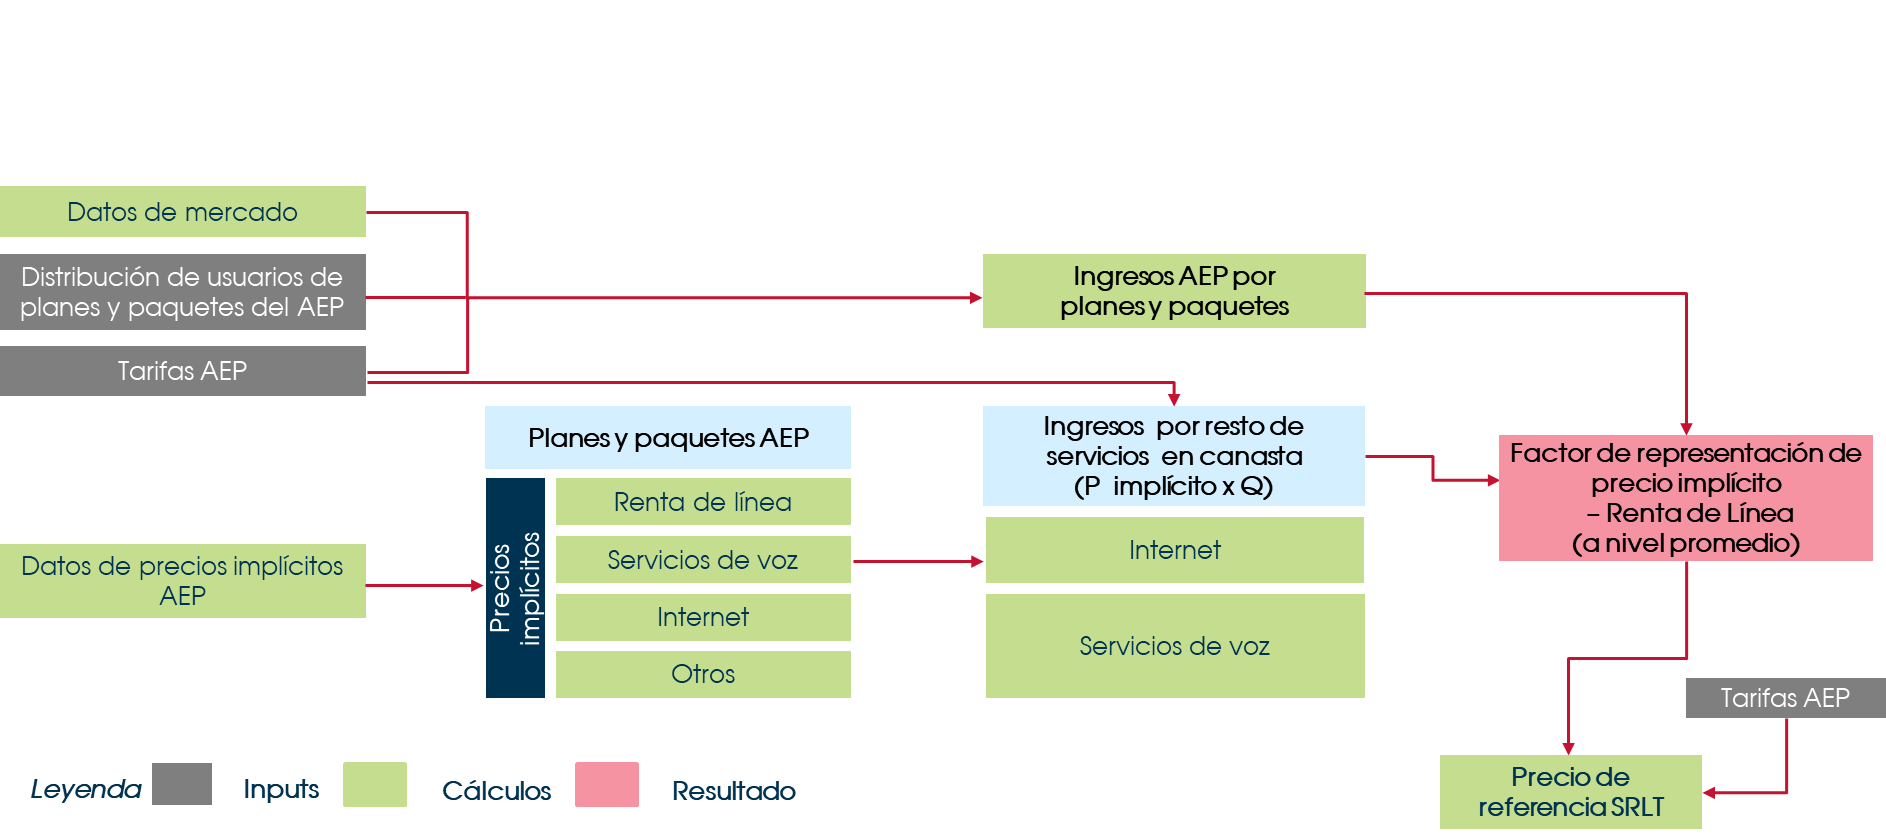 Datos de mercado
Distribución de usuarios de
planes y paquetes del AEP
Tarifas AEP
Ingresos AEP por
planes y paquetes
Planes y paquetes AEP
Ingresos por resto de
servicios en canasta
(P implícito x Q)
Factor de representación de
precio implícito
– Renta de Línea
(a nivel promedio)
Datos de precios implícitos
AEP
Precios
implícitos
Renta de línea
Servicios de voz
Internet
Otros
Internet
Servicios de voz
Tarifas AEP
Precio de
referencia SRLT
Leyenda
Inputs
Cálculos
Resultado